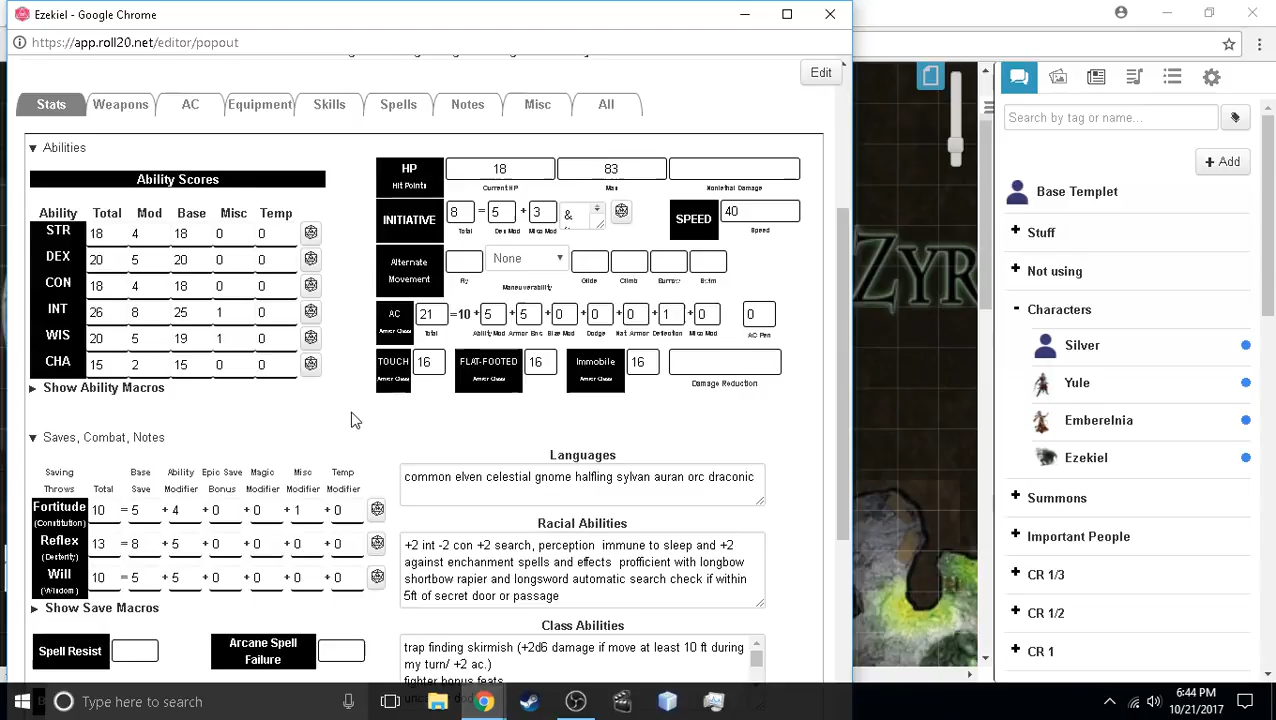 Ezekiel - Google Chrome
https://app.roll20.net/editor/popout
Edit
Stats Weapons AC Equipment Skills Spells Notes Misc All
Search by tag or name...
+ Add
Abilities
Ability Scores
Ability Total Mod Base Misc Temp
STR 18 4 18 0 0
DEX 20 5 20 0 0
CON 18 4 18 0 0
INT 26 8 25 1 0
WIS 20 5 19 1 0
CHA 15 2 15 0 0
Show Ability Macros
HP 18 83
Hit Points Current HP Max Nonlethal Damage
INITIATIVE 8 = 5 + 3 &
Total Dex Mod Misc Mod
SPEED 40
Speed
Alternate Movement None
Fly Maneuverability Glide Climb Burrow Swim
AC 21 =10 +5 +5 +0 +0 +0 +1 +0 0
Armor Class Total Ability Mod Armor Bns Size Mod Dodge Nat Armor Deflection Misc Mod AC Pen
TOUCH 16 FLAT-FOOTED 16 Immobile 16
Armor Class Armor Class Armor Class Damage Reduction
Saves, Combat, Notes
Saving Throws Total Base Save Ability Modifier Epic Save Bonus Magic Modifier Misc Modifier Temp Modifier
Fortitude 10 =5 +4 +0 +0 +1 +0
(Constitution)
Reflex 13 =8 +5 +0 +0 +0 +0
(Dexterity)
Will 10 =5 +5 +0 +0 +0 +0
(Wisdom)
Show Save Macros
Spell Resist
Arcane Spell Failure
Languages
common elven celestial gnome halfling sylvan auran orc draconic
Racial Abilities
+2 int -2 con +2 search, perception immune to sleep and +2
against enchanment spells and effects profficient with longbow
shortbow rapier and longsword automatic search check if within
5ft of secret door or passage
Class Abilities
trap finding skirmish (+2d6 damage if move at least 10 ft during
my turn/ +2 ac.)
fighter bonus feats
ZYR
Base Templet
+ Stuff
+ Not using
- Characters
Silver
Yule
Emberelnia
Ezekiel
+ Summons
+ Important People
+ CR 1/3
+ CR 1/2
+ CR 1
Type here to search
6:44 PM
10/21/2017